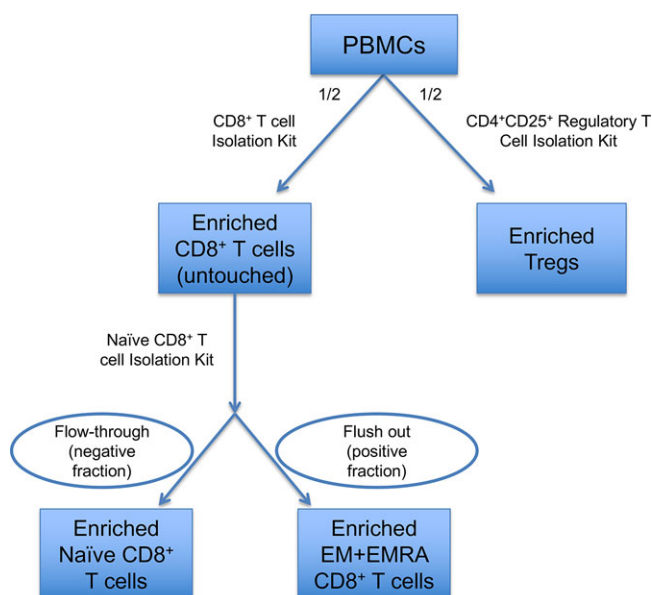 PBMCs
1/2
1/2
CD8⁺ T cell
Isolation Kit
CD4⁺CD25⁺ Regulatory T
Cell Isolation Kit
Enriched
CD8⁺ T cells
(untouched)
Enriched
Tregs
Naïve CD8⁺ T
cell Isolation Kit
Flow-through
(negative
fraction)
Flush out
(positive
fraction)
Enriched
Naïve CD8⁺
T cells
Enriched
EM+EMRA
CD8⁺ T cells